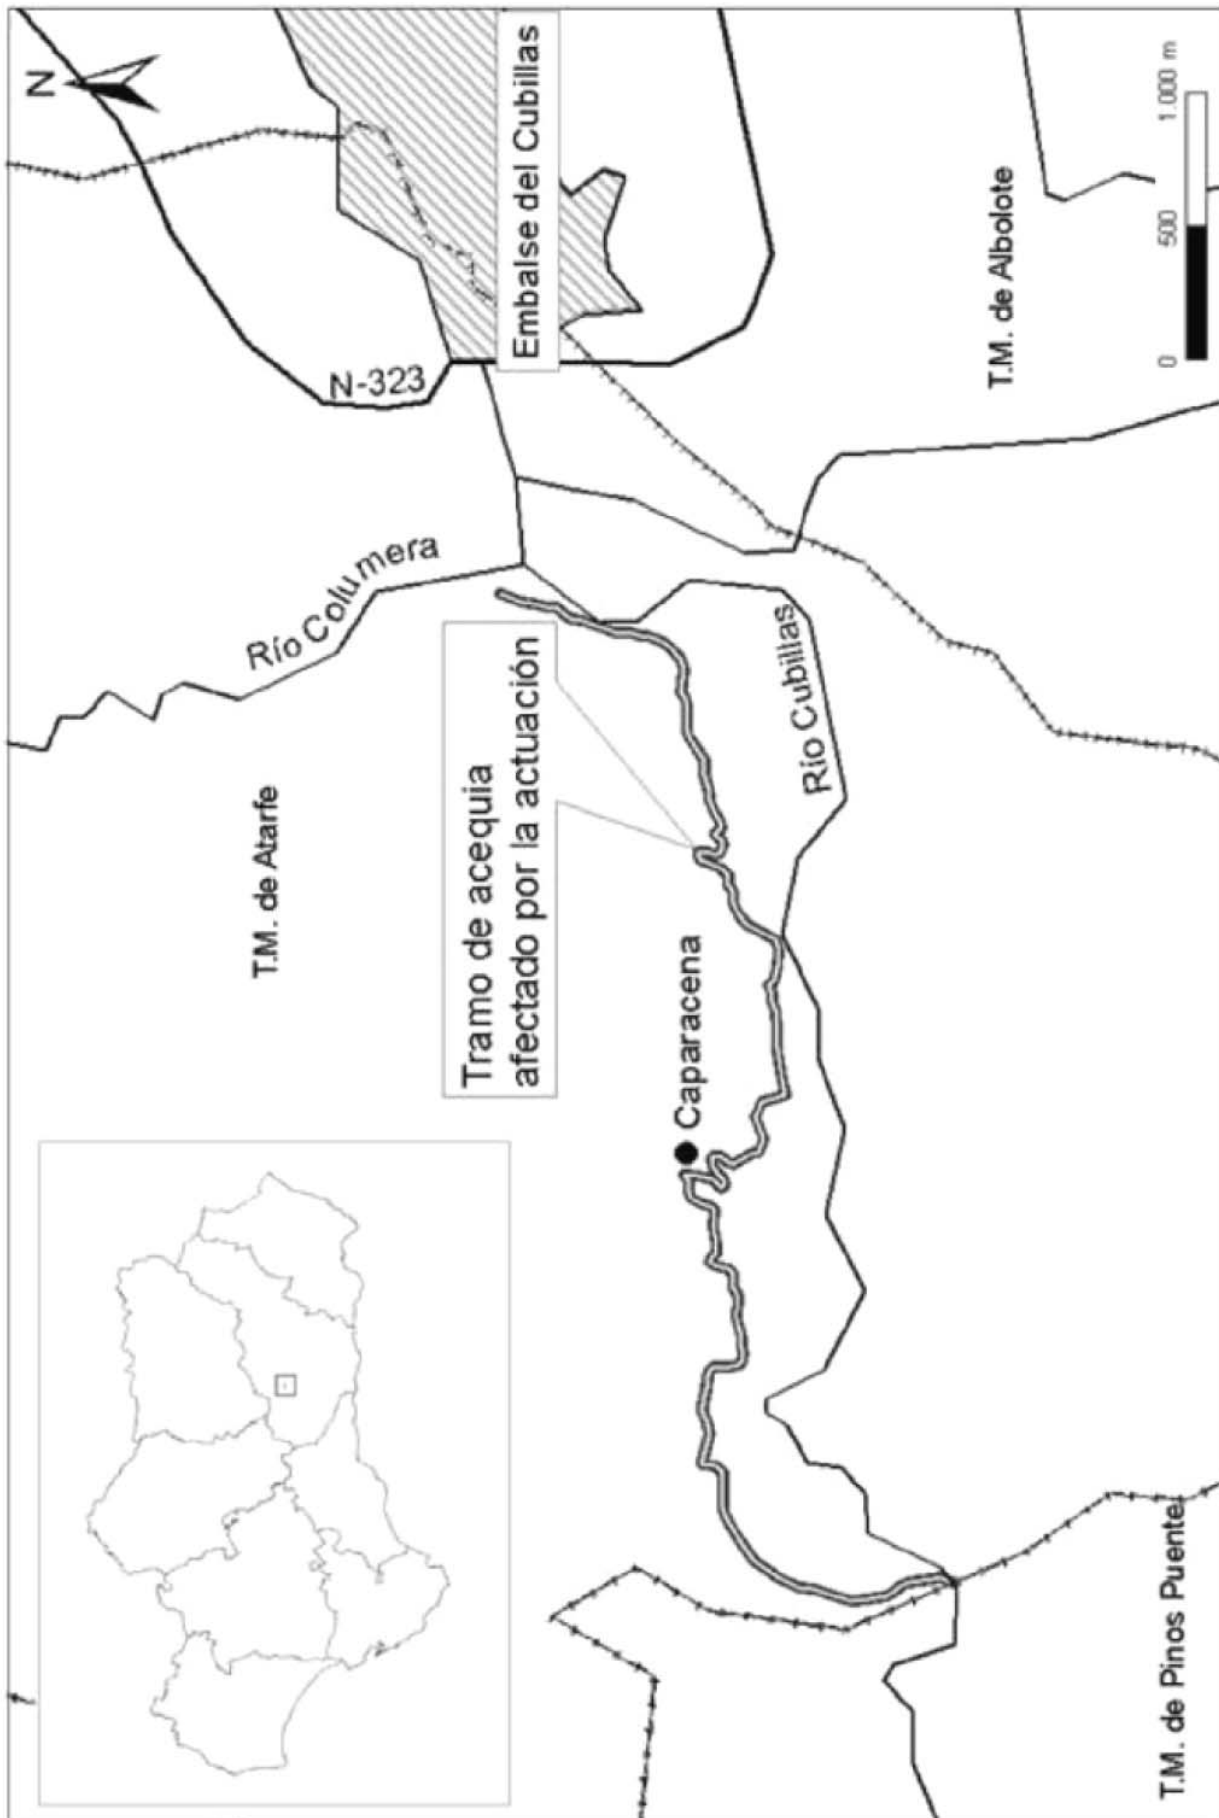 N
N-323
Embalse del Cubillas
Río Columera
T.M. de Atarfe
Tramo de acequia
afectado por la actuación
Caparacena
Río Cubillas
T.M. de Albolote
0 500 1.000 m
T.M. de Pinos Puente